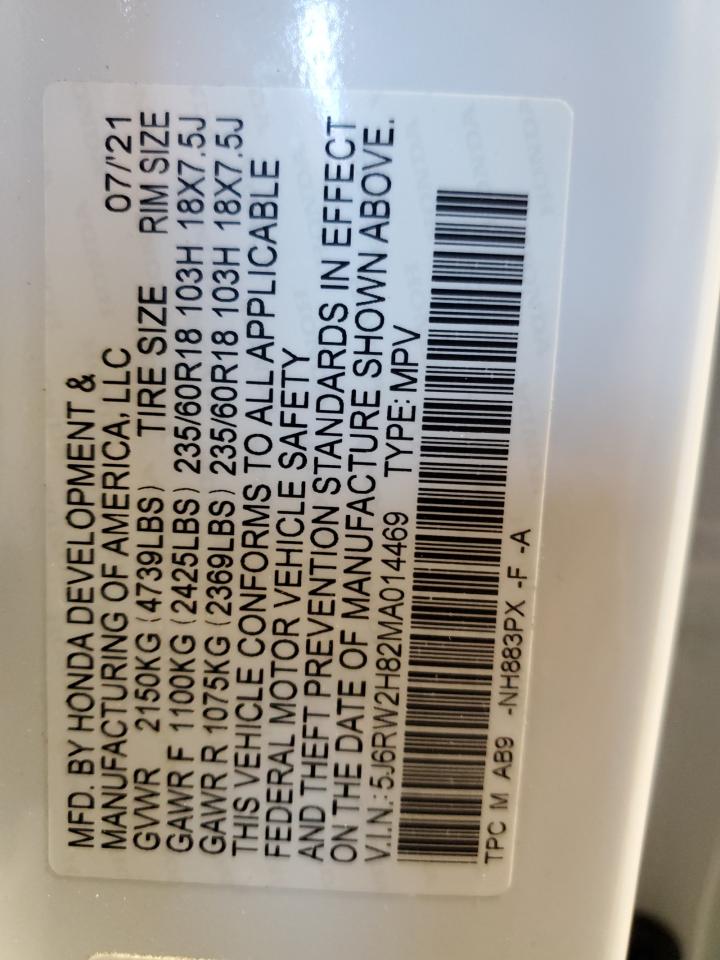 MFD. BY HONDA DEVELOPMENT &
MANUFACTURING OF AMERICA, LLC 07/'21
GVWR 2150KG (4739LBS) TIRE SIZE RIM SIZE
GAWR F 1100KG (2425LBS) 235/60R18 103H 18X7.5J
GAWR R 1075KG (2369LBS) 235/60R18 103H 18X7.5J
THIS VEHICLE CONFORMS TO ALL APPLICABLE
FEDERAL MOTOR VEHICLE SAFETY
AND THEFT PREVENTION STANDARDS IN EFFECT
ON THE DATE OF MANUFACTURE SHOWN ABOVE.
V.I.N.: 5J6RW2H82MA014469 TYPE: MPV
TPC M AB9 -NH883PX -F -A